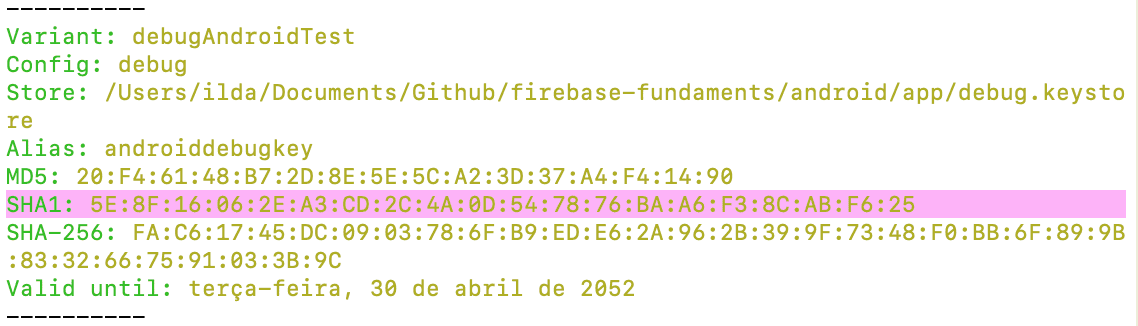 ----------
Variant: debugAndroidTest
Config: debug
Store: /Users/ilda/Documents/Github/firebase-fundaments/android/app/debug.keysto
re
Alias: androiddebugkey
MD5: 20:F4:61:48:B7:2D:8E:5E:5C:A2:3D:37:A4:F4:14:90
SHA1: 5E:8F:16:06:2E:A3:CD:2C:4A:0D:54:78:76:BA:A6:F3:8C:AB:F6:25
SHA-256: FA:C6:17:45:DC:09:03:78:6F:B9:ED:E6:2A:96:2B:39:9F:73:48:F0:BB:6F:89:9B
:83:32:66:75:91:03:3B:9C
Valid until: terça-feira, 30 de abril de 2052
----------